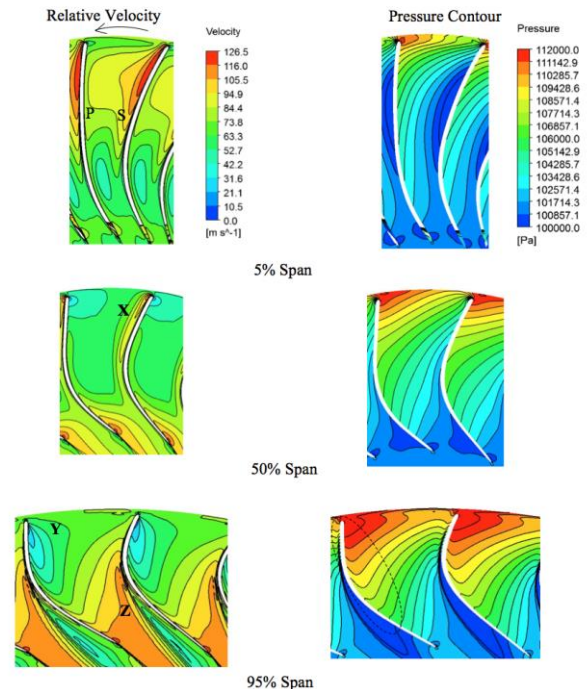 Relative Velocity
Pressure Contour
Velocity
126.5
116.0
105.5
94.9
84.4
73.8
63.3
52.7
42.2
31.6
21.1
10.5
0.0
[m s^-1]
P
S
Pressure
112000.0
111142.9
110285.7
109428.6
108571.4
107714.3
106857.1
106000.0
105142.9
104285.7
103428.6
102571.4
101714.3
100857.1
100000.0
[Pa]
5% Span
X
50% Span
Y
Z
95% Span